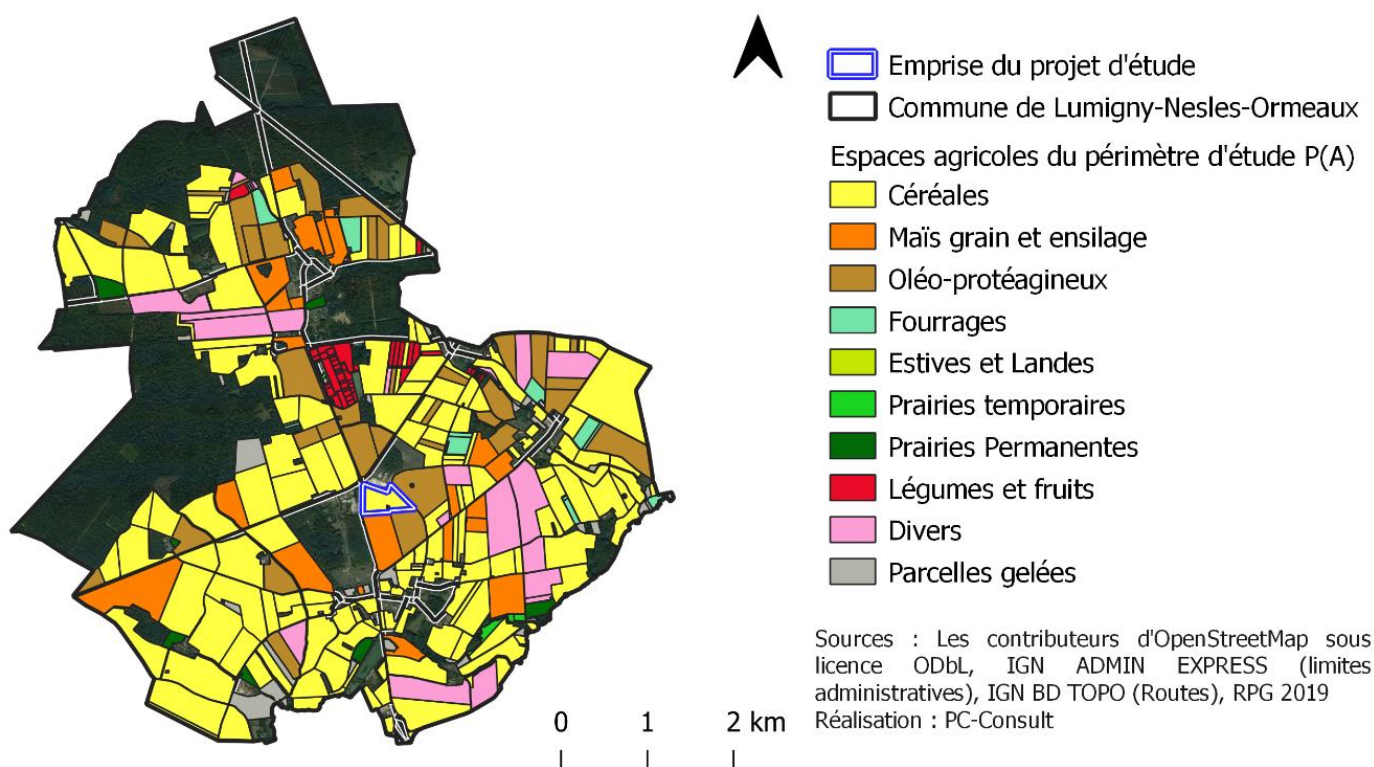 Emprise du projet d'étude
Commune de Lumigny-Nesles-Ormeaux
Espaces agricoles du périmètre d'étude P(A)
Céréales
Maïs grain et ensilage
Oléo-protéagineux
Fourrages
Estives et Landes
Prairies temporaires
Prairies Permanentes
Légumes et fruits
Divers
Parcelles gelées
Sources : Les contributeurs d'OpenStreetMap sous
licence ODbL, IGN ADMIN EXPRESS (limites
administratives), IGN BD TOPO (Routes), RPG 2019
Réalisation : PC-Consult
0 1 2 km